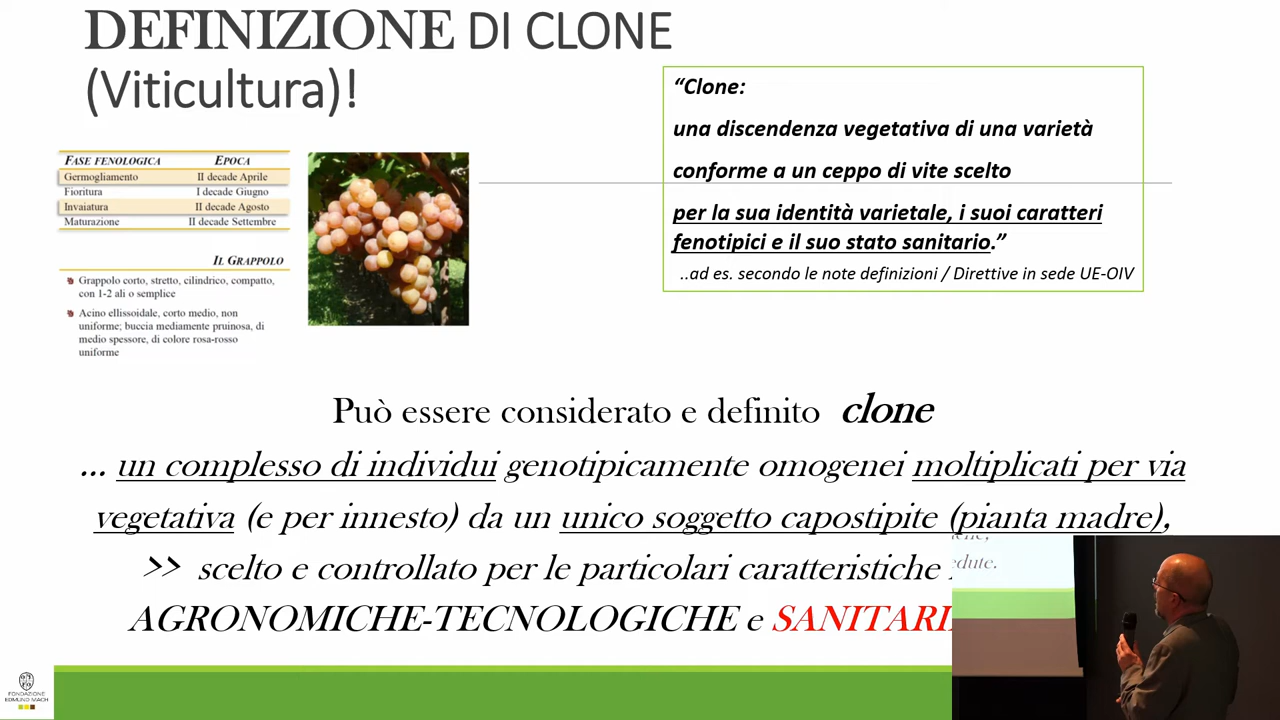 DEFINIZIONE DI CLONE
(Viticultura)!
“Clone:
una discendenza vegetativa di una varietà
conforme a un ceppo di vite scelto
per la sua identità varietale, i suoi caratteri
fenotipici e il suo stato sanitario.”
..ad es. secondo le note definizioni / Direttive in sede UE-OIV
FASE FENOLOGICA EPOCA
Germogliamento II decade Aprile
Fioritura I decade Giugno
Invaiatura II decade Agosto
Maturazione II decade Settembre
IL GRAPPOLO
Grappolo corto, stretto, cilindrico, compatto,
con 1-2 ali o semplice
Acino ellissoidale, corto medio, non
uniforme; buccia mediamente pruinosa, di
medio spessore, di colore rosa-rosso
uniforme
Può essere considerato e definito clone
... un complesso di individui genotipicamente omogenei moltiplicati per via
vegetativa (e per innesto) da un unico soggetto capostipite (pianta madre),
>> scelto e controllato per le particolari caratteristiche
AGRONOMICHE-TECNOLOGICHE e
FONDAZIONE
EDMUND MACH